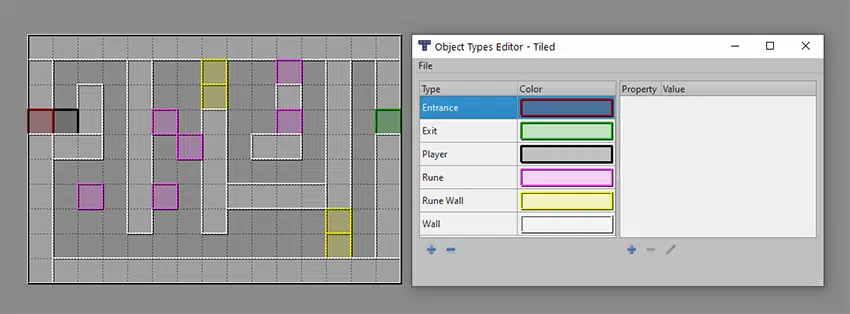 Object Types Editor - Tiled
File
Type Color Property Value
Entrance
Exit
Player
Rune
Rune Wall
Wall